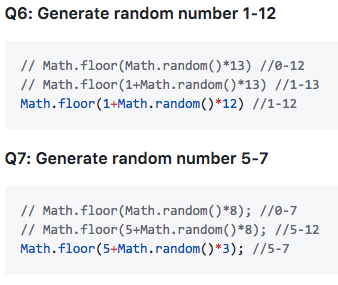 Q6: Generate random number 1-12
// Math.floor(Math.random()*13) //0-12
// Math.floor(1+Math.random()*13) //1-13
Math.floor(1+Math.random()*12) //1-12
Q7: Generate random number 5-7
// Math.floor(Math.random()*8); //0-7
// Math.floor(5+Math.random()*8); //5-12
Math.floor(5+Math.random()*3); //5-7